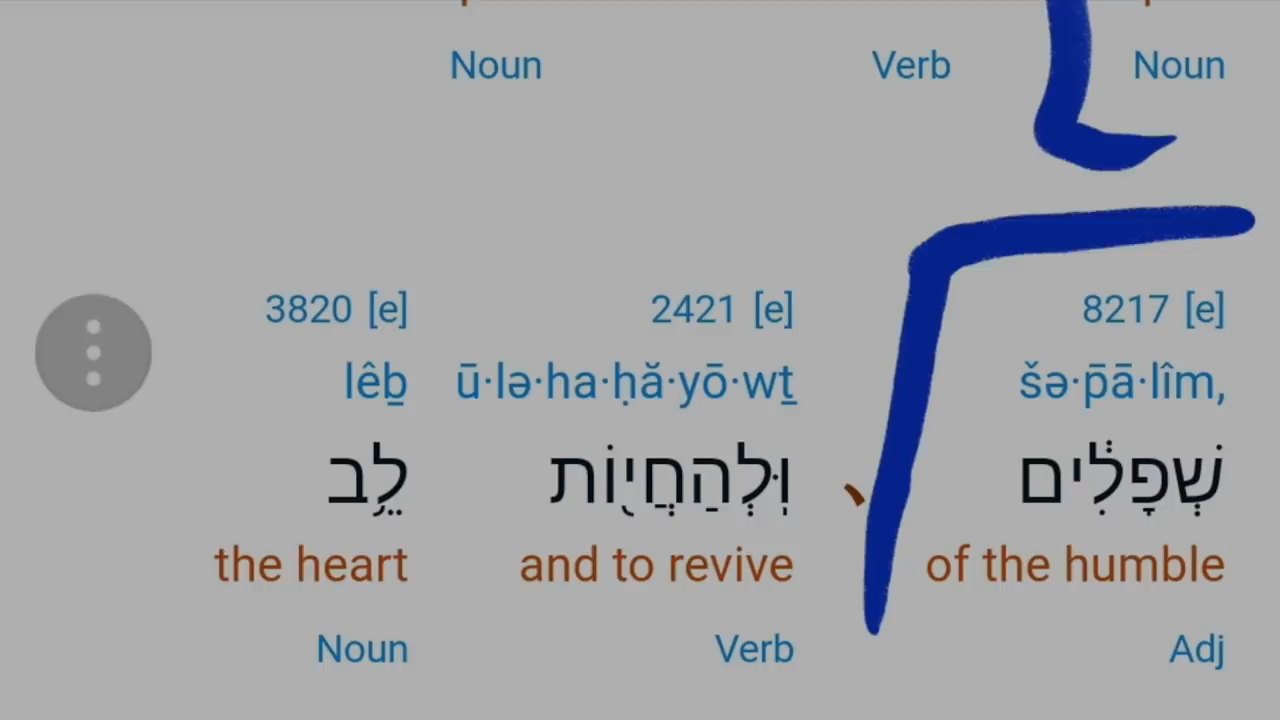 Noun Verb Noun
8217 [e] 2421 [e] 3820 [e]
šə·p̄ā·lîm, ū·lə·ha·ḥă·yō·wṯ lêḇ
שְׁפָלִ֔ים וּֽלְהַחֲי֖וֹת לֵ֥ב
of the humble and to revive the heart
Adj Verb Noun